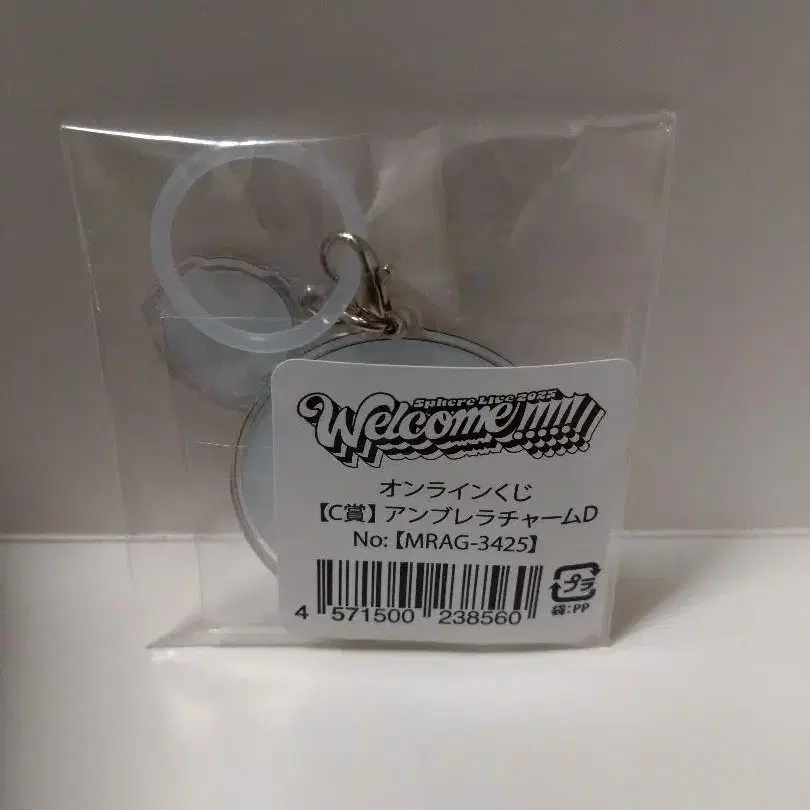 Sphere Live 2025
Welcome!!!!!!
オンラインくじ
【C賞】アンブレラチャームD
No:【MRAG-3425】
4 571500 238560
プラ
袋:PP